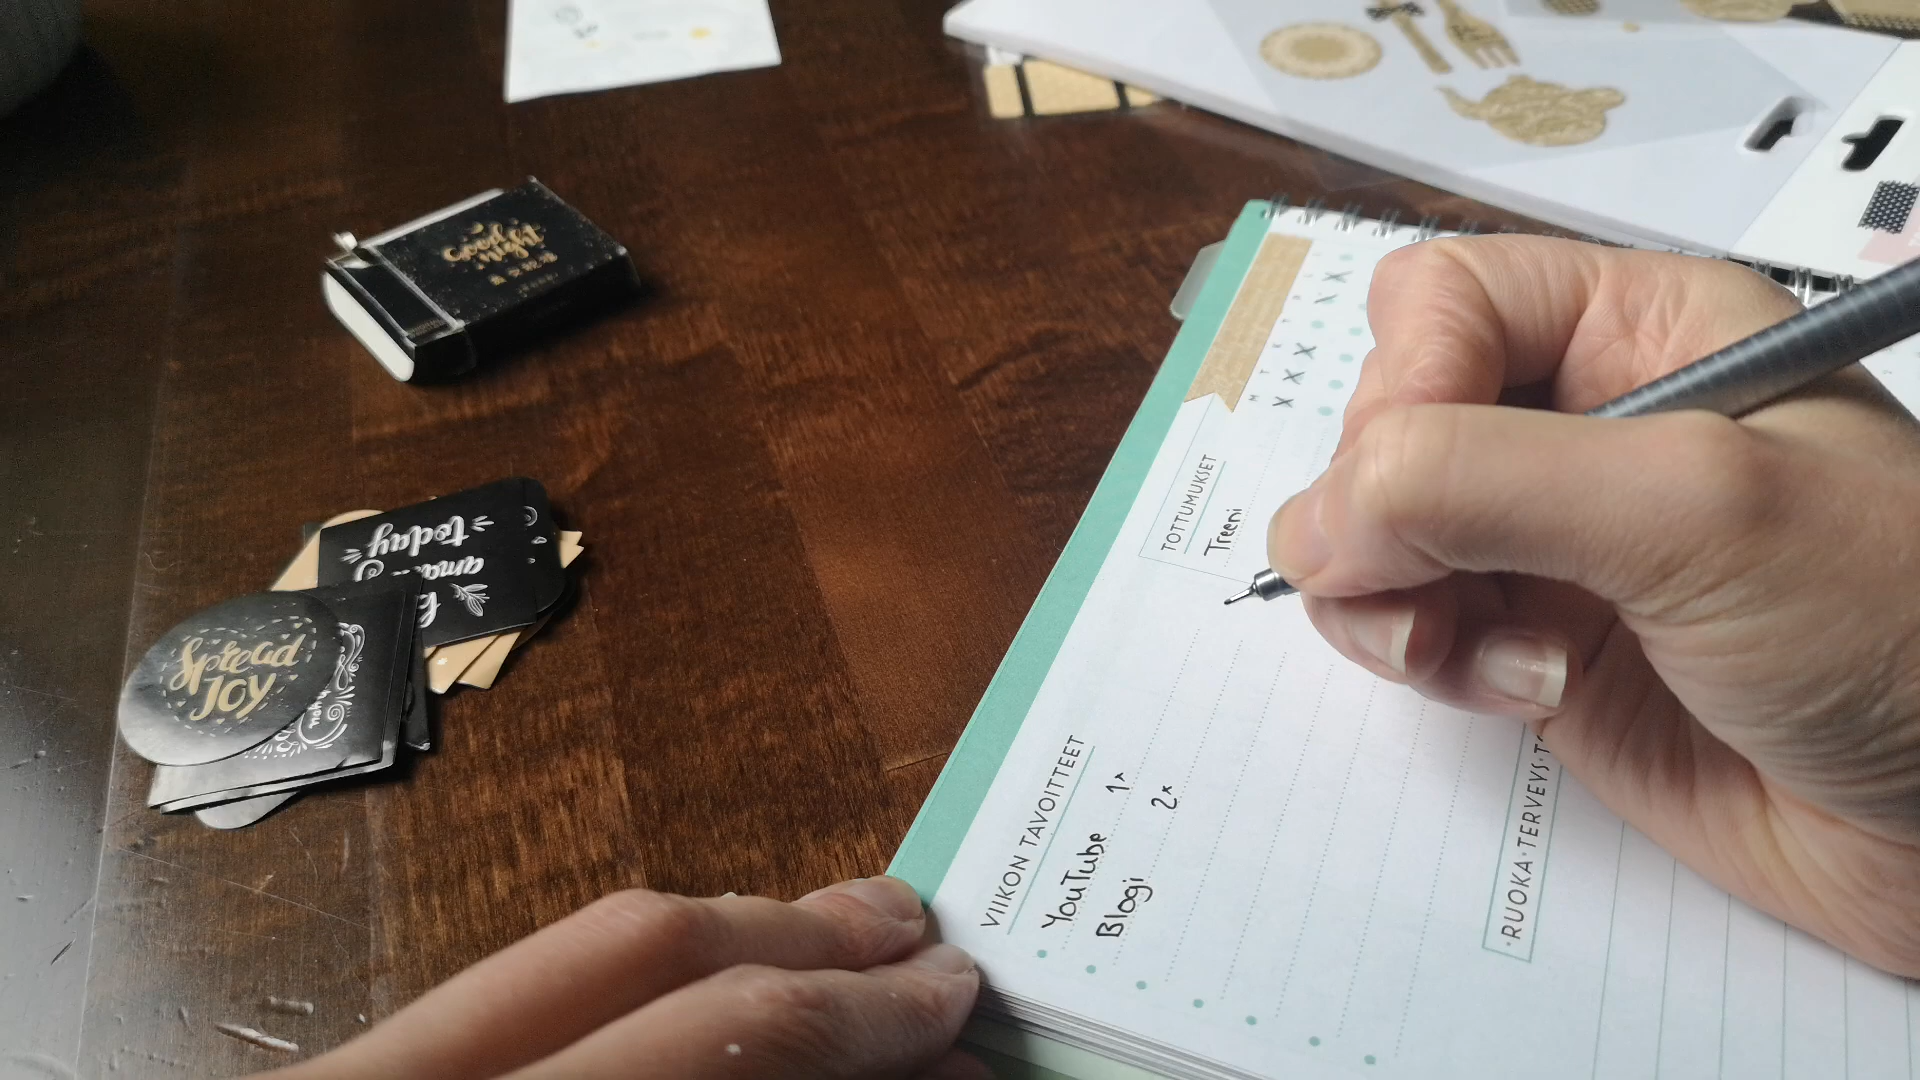 Good
Night
today
Spread
Joy
VIIKON TAVOITTEET
YouTube 1x
Blogi 2x
TOTTUMUKSET
M T K
Treeni X X X X X
·RUOKA·TERVEYS·